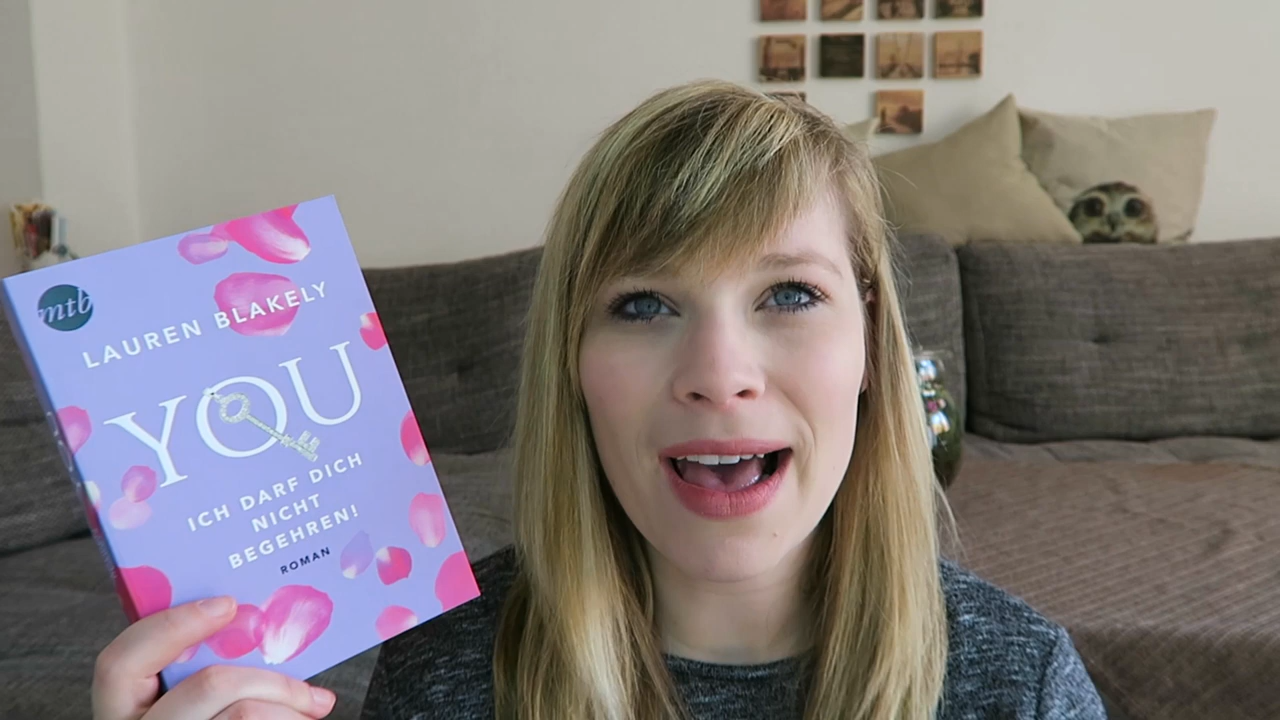 mtb
LAUREN BLAKELY
YOU
ICH DARF DICH
NICHT
BEGEHREN!
ROMAN